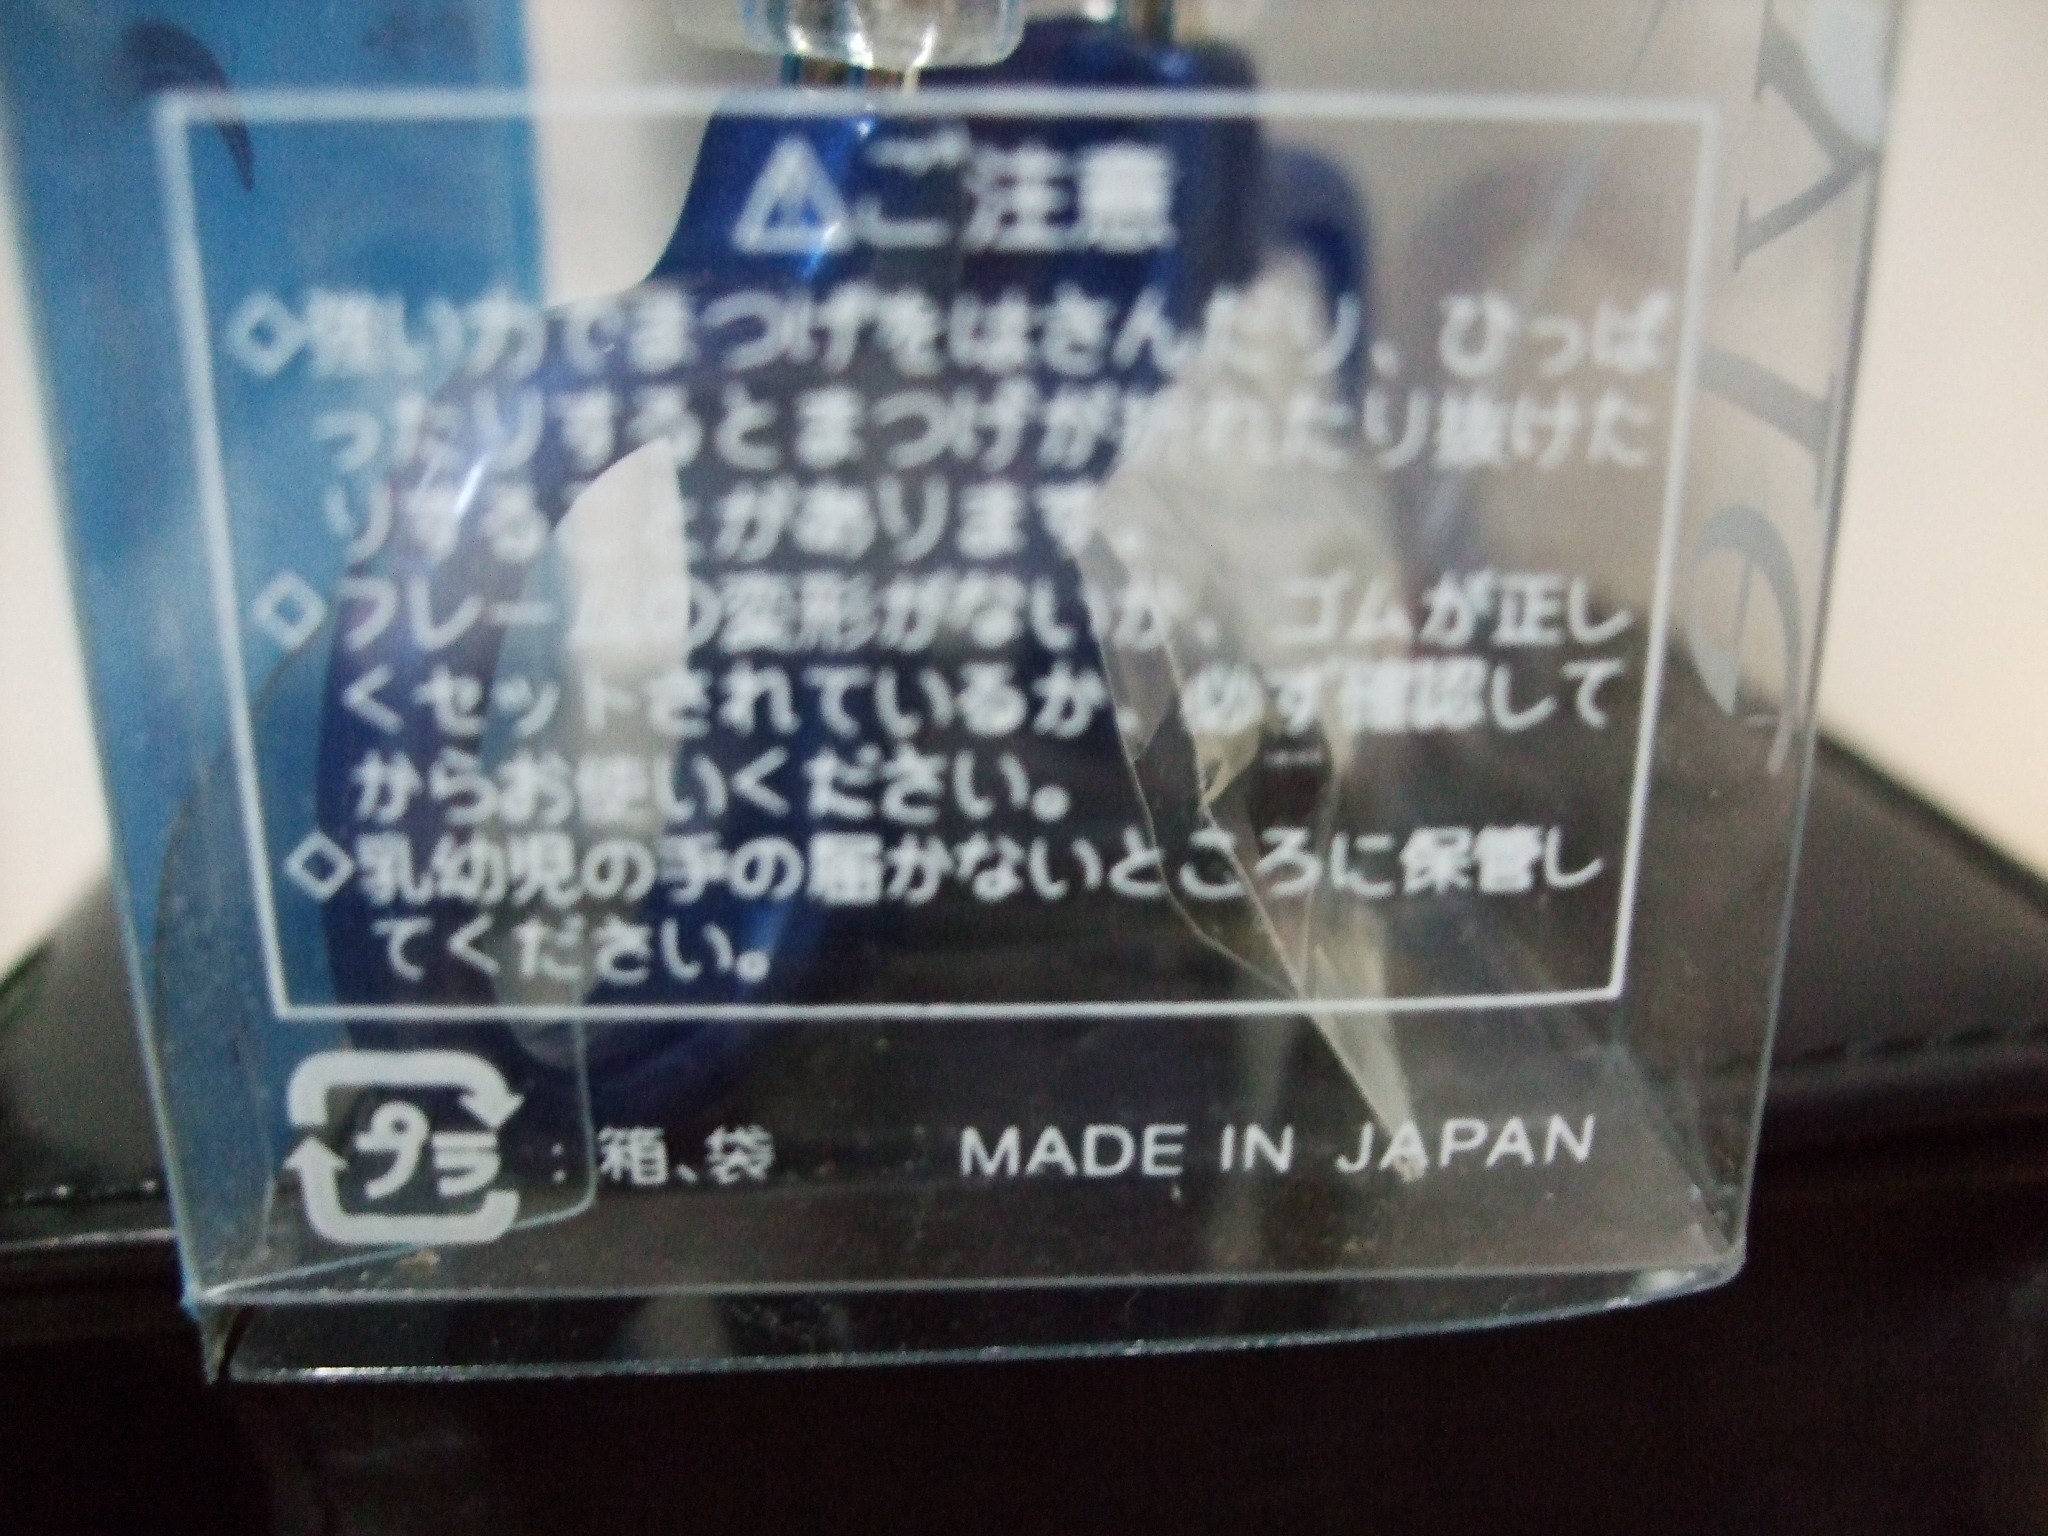 ⚠ご注意
◇強い力でまつげをはさんだり、ひっぱ
ったりするとまつげが折れたり抜けた
りすることがあります。
◇フレームの変形がないか、ゴムが正し
くセットされているか、必ず確認して
からお使いください。
◇乳幼児の手の届かないところに保管し
てください。
プラ : 箱、袋 MADE IN JAPAN